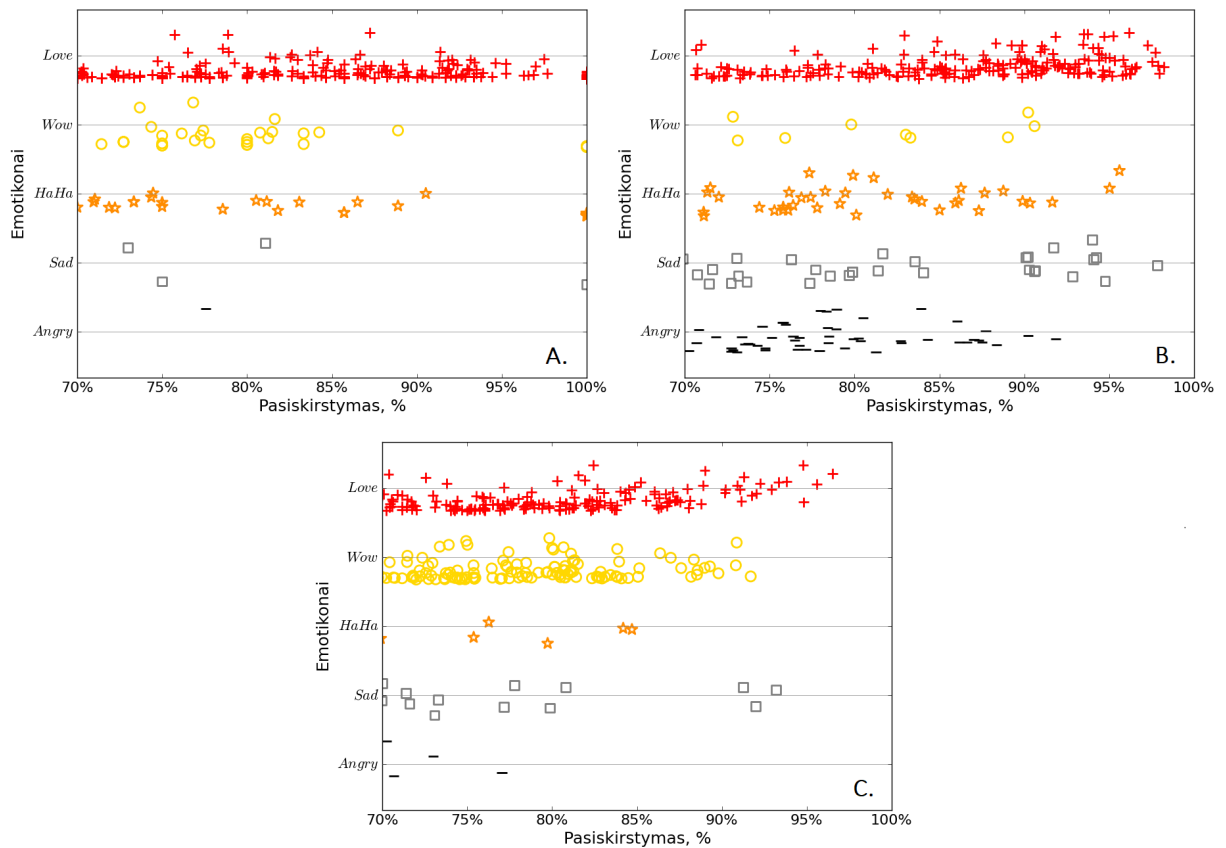 Emotikonai
Love
Wow
HaHa
Sad
Angry
70% 75% 80% 85% 90% 95% 100%
Pasiskirstymas, %
A.
Emotikonai
Love
Wow
HaHa
Sad
Angry
70% 75% 80% 85% 90% 95% 100%
Pasiskirstymas, %
B.
Emotikonai
Love
Wow
HaHa
Sad
Angry
70% 75% 80% 85% 90% 95% 100%
Pasiskirstymas, %
C.